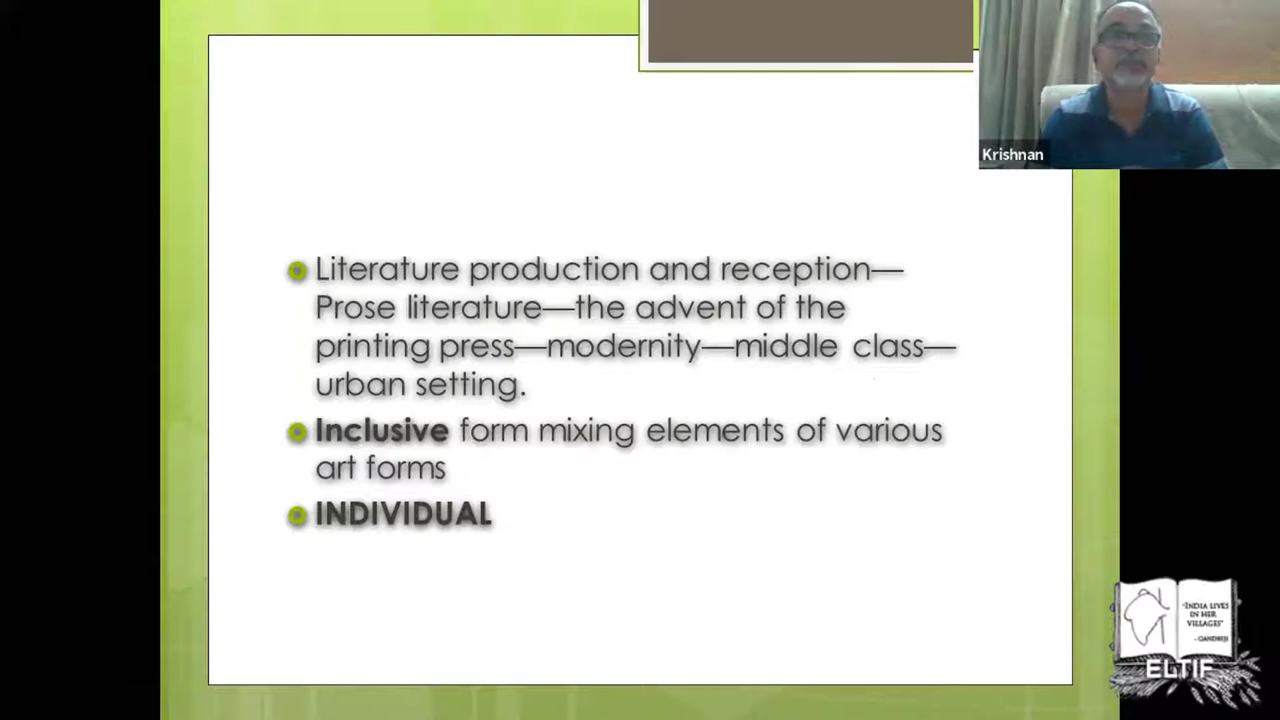 Krishnan
Literature production and reception—
Prose literature—the advent of the
printing press—modernity—middle class—
urban setting.
Inclusive form mixing elements of various
art forms
INDIVIDUAL
"INDIA LIVES
IN HER
VILLAGES"
- GANDHIJI
ELTIF